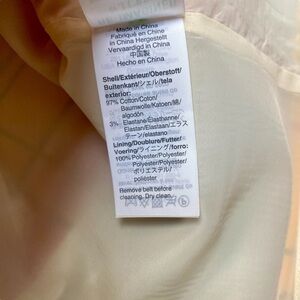 Made in China
Fabriqué en Chine
in China Hergestellt
Vervaardigd in China
中国製
Hecho en China
Shell/Extérieur/Oberstoff/
Buitenkant/シェル/tela
exterior:
97% Cotton/Coton/
Baumwolle/Katoen/綿/
algodón
3% Elastane/Elasthanne/
Elastan/Elastaan/エラス
テーン/elastano
Lining/Doublure/Futter/
Voering/ライニング/forro:
100% Polyester/Polyester/
Polyester/Polyester/
ポリエステル/
poliéster
Remove belt before
cleaning. Dry clean.